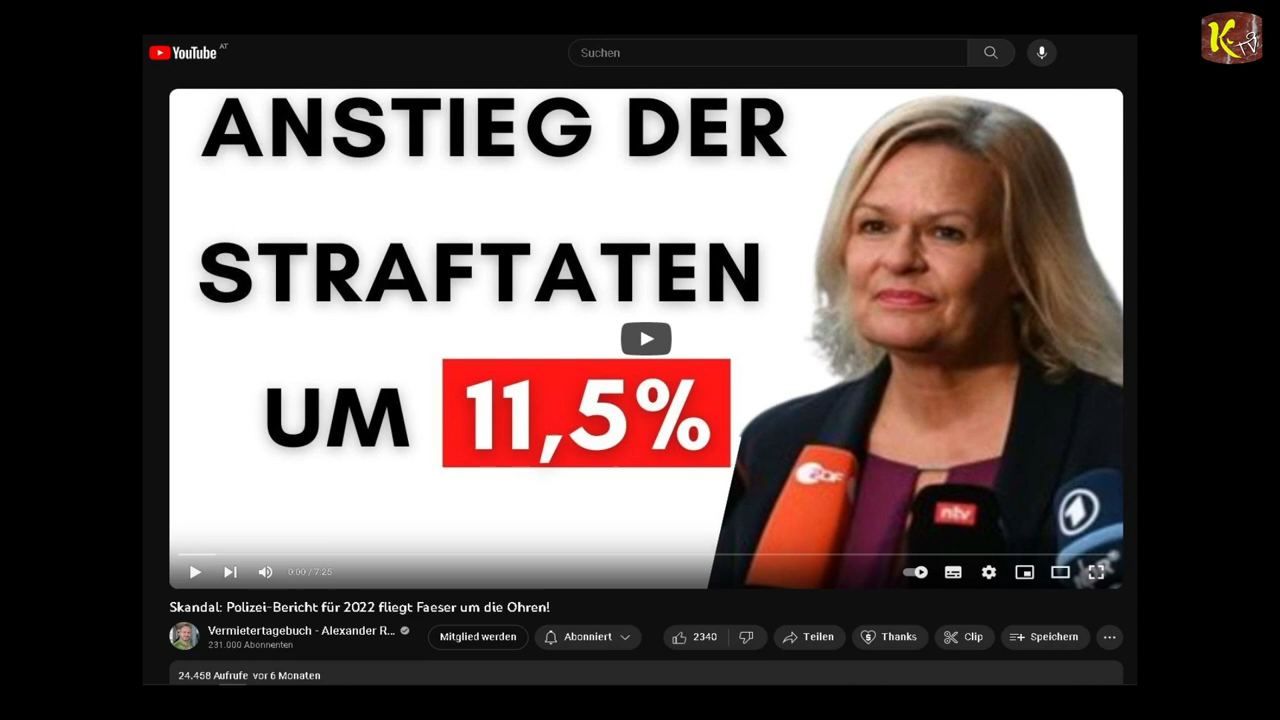 YouTube AT
Suchen
K TV
ANSTIEG DER
STRAFTATEN
UM 11,5%
ZDF
ntv
0:00 / 7:25
Skandal: Polizei-Bericht für 2022 fliegt Faeser um die Ohren!
Vermietertagebuch - Alexander R...
231.000 Abonnenten
Mitglied werden
Abonniert
2340
Teilen
Thanks
Clip
Speichern
24.458 Aufrufe vor 6 Monaten